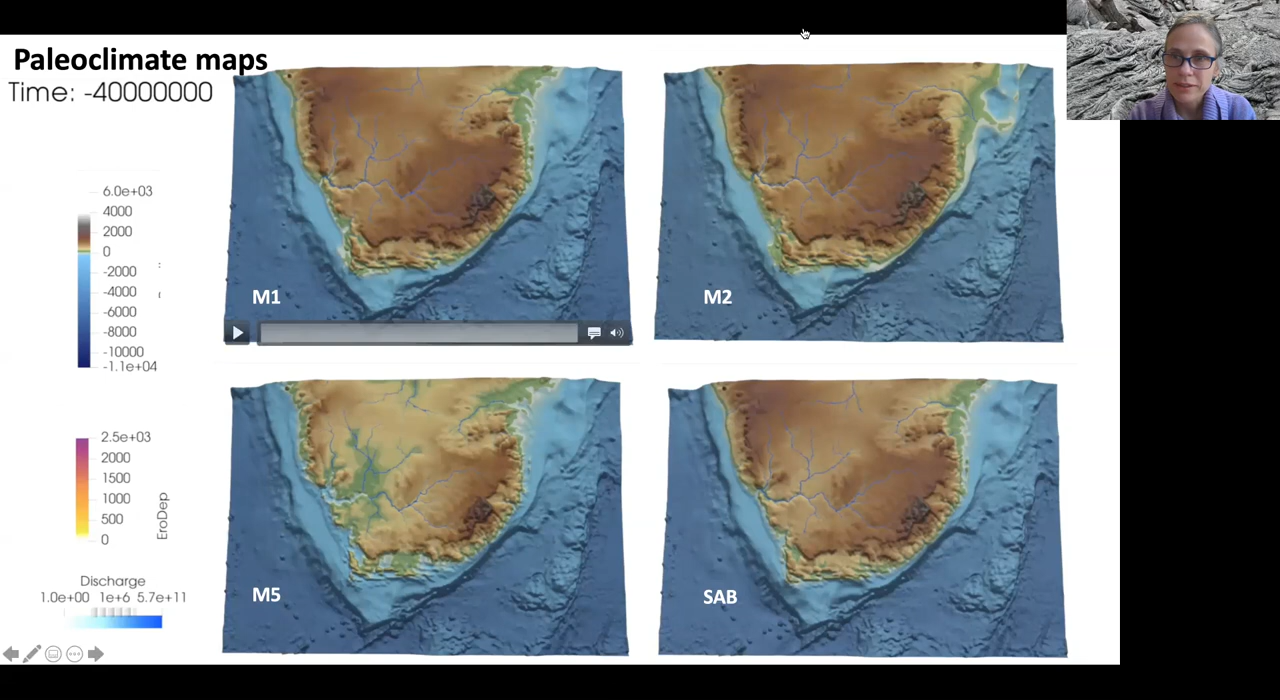 Paleoclimate maps
Time: -40000000
6.0e+03
4000
2000
0
-2000
-4000
-6000
-8000
-10000
-1.1e+04
2.5e+03
2000
1500
1000
500
0
EroDep
Discharge
1.0e+00 1e+6 5.7e+11
M1
M2
M5
SAB